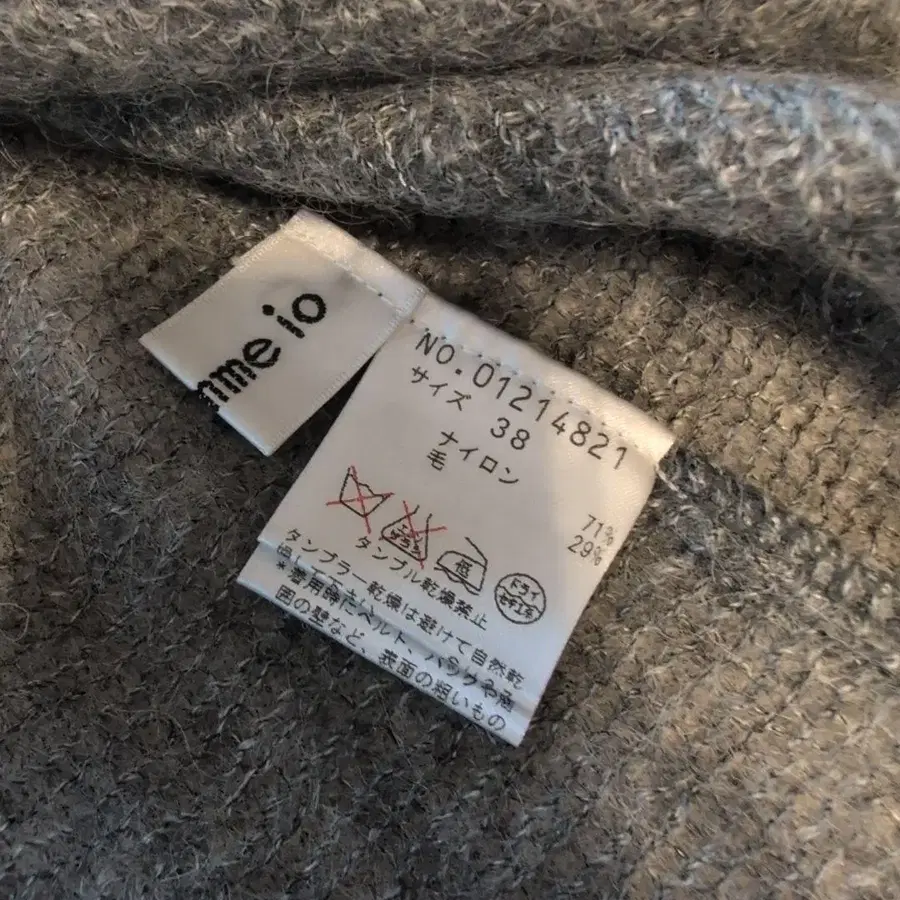 mme io
NO.01214821
サイズ 38
ナイロン 71%
毛 29%
低
ドライ
タンブル乾燥禁止
タンブラー乾燥は避けて自然乾
*着用時にベルト、バッグや周
囲の壁など、表面の粗いもの